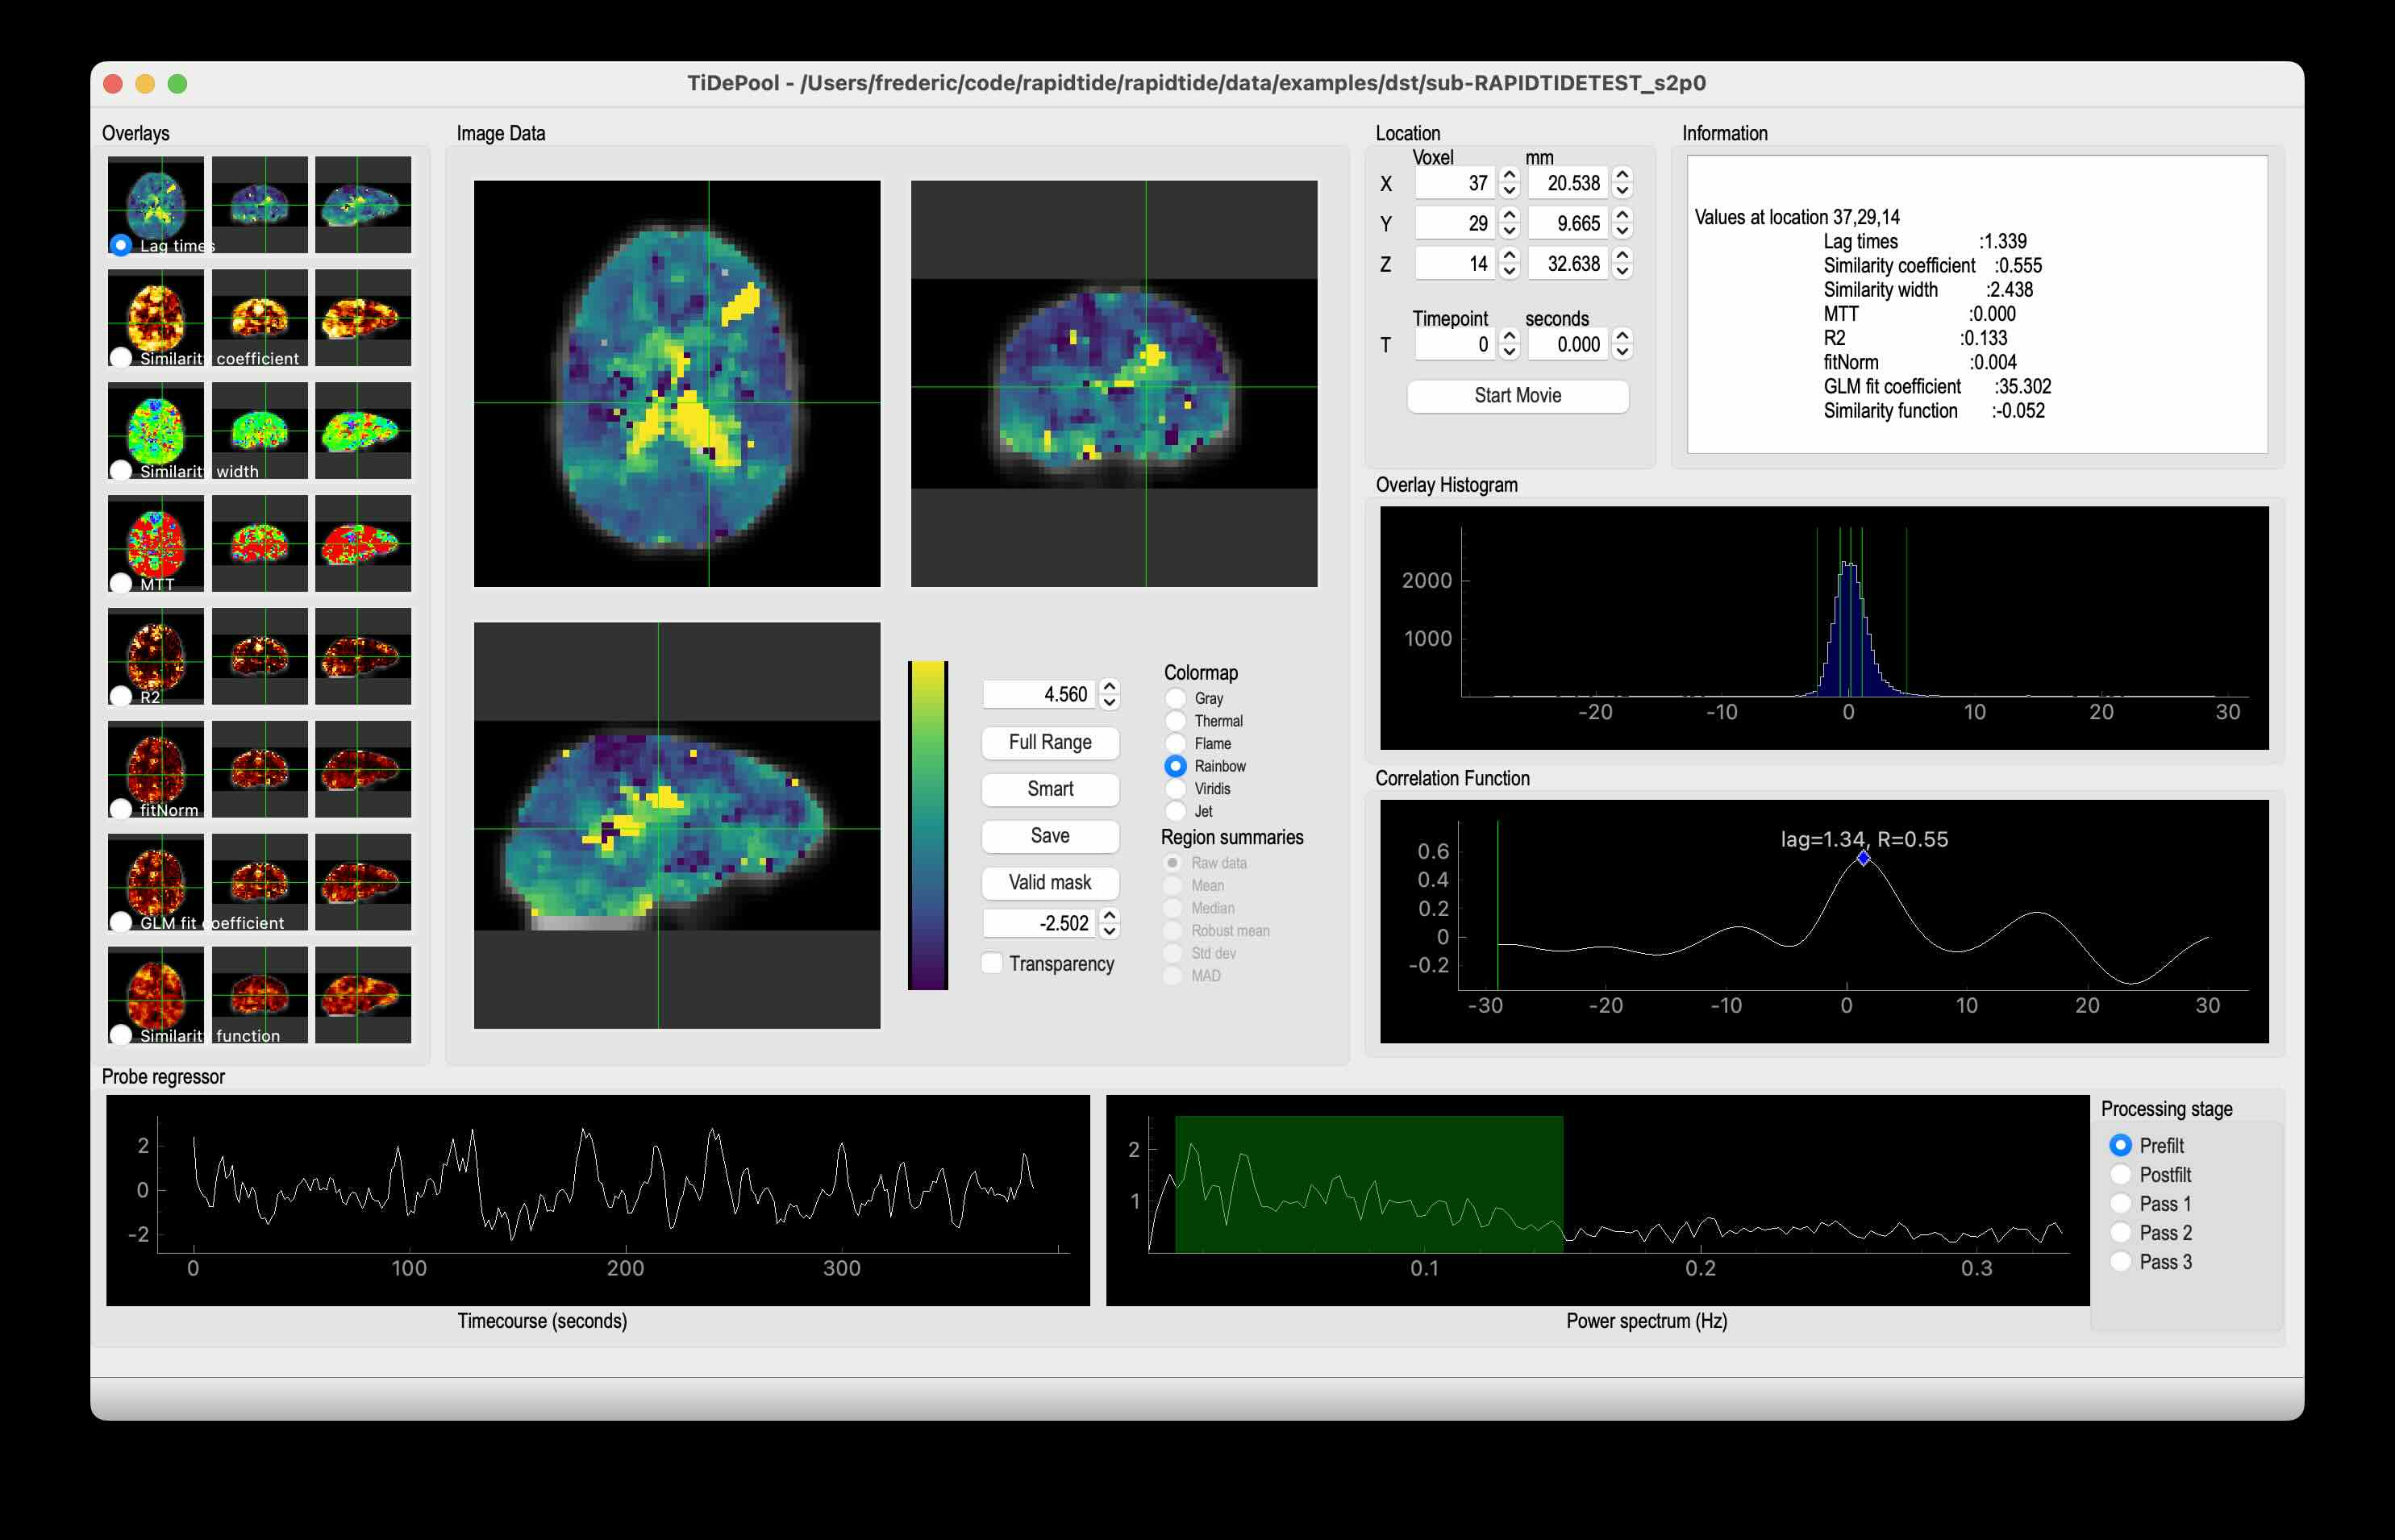 TiDePool - /Users/frederic/code/rapidtide/rapidtide/data/examples/dst/sub-RAPIDTIDETEST_s2p0
Overlays
Lag times
Similarity coefficient
Similarity width
MTT
R2
fitNorm
GLM fit coefficient
Similarity function
Image Data
4.560
Full Range
Smart
Save
Valid mask
-2.502
Transparency
Colormap
Gray
Thermal
Flame
Rainbow
Viridis
Jet
Region summaries
Raw data
Mean
Median
Robust mean
Std dev
MAD
Location
Voxel mm
X 37 20.538
Y 29 9.665
Z 14 32.638
Timepoint seconds
T 0 0.000
Start Movie
Information
Values at location 37,29,14
Lag times :1.339
Similarity coefficient :0.555
Similarity width :2.438
MTT :0.000
R2 :0.133
fitNorm :0.004
GLM fit coefficient :35.302
Similarity function :-0.052
Overlay Histogram
2000
1000
-20 -10 0 10 20 30
Correlation Function
lag=1.34, R=0.55
0.6
0.4
0.2
0
-0.2
-30 -20 -10 0 10 20 30
Probe regressor
2
0
-2
0 100 200 300
Timecourse (seconds)
2
1
0.1 0.2 0.3
Power spectrum (Hz)
Processing stage
Prefilt
Postfilt
Pass 1
Pass 2
Pass 3